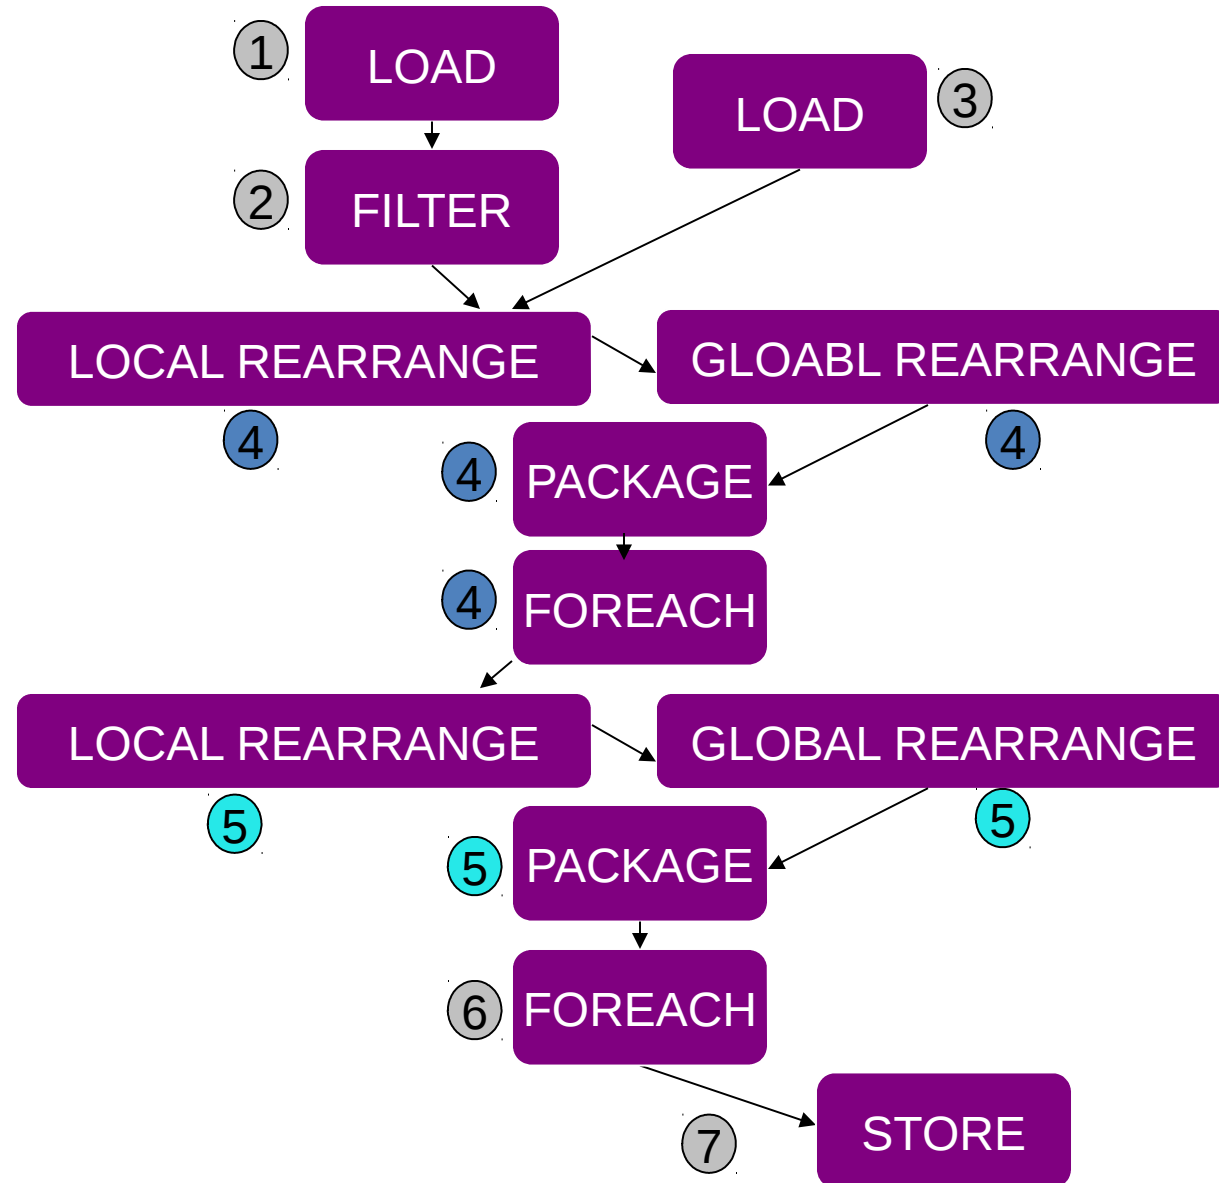 1
LOAD
LOAD
3
2
FILTER
LOCAL REARRANGE
GLOABL REARRANGE
4
4
PACKAGE
4
4
FOREACH
LOCAL REARRANGE
GLOBAL REARRANGE
5
5
PACKAGE
5
6
FOREACH
7
STORE